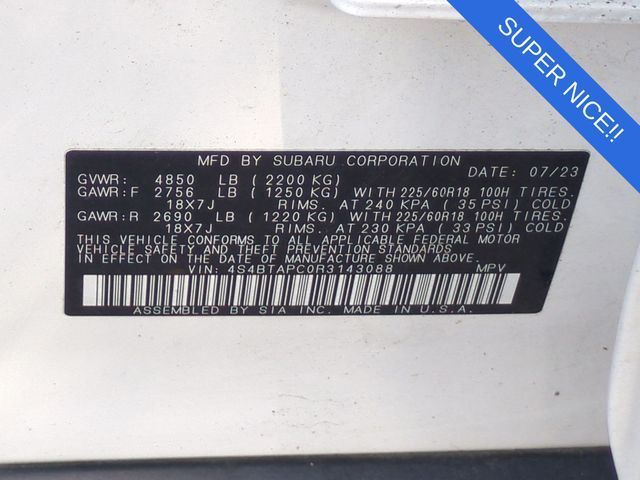 SUPER NICE!!
MFD BY SUBARU CORPORATION DATE: 07/23
GVWR: 4850 LB ( 2200 KG)
GAWR:F 2756 LB ( 1250 KG) WITH 225/60R18 100H TIRES.
18X7J RIMS. AT 240 KPA ( 35 PSI) COLD
GAWR:R 2690 LB ( 1220 KG) WITH 225/60R18 100H TIRES.
18X7J RIMS. AT 230 KPA ( 33 PSI) COLD
THIS VEHICLE CONFORMS TO ALL APPLICABLE FEDERAL MOTOR
VEHICLE SAFETY, BUMPER, AND THEFT PREVENTION STANDARDS
IN EFFECT ON THE DATE OF MANUFACTURE SHOWN ABOVE.
VIN: 4S4BTAPC0R3143088 MPV
ASSEMBLED BY SIA INC. MADE IN U.S.A.